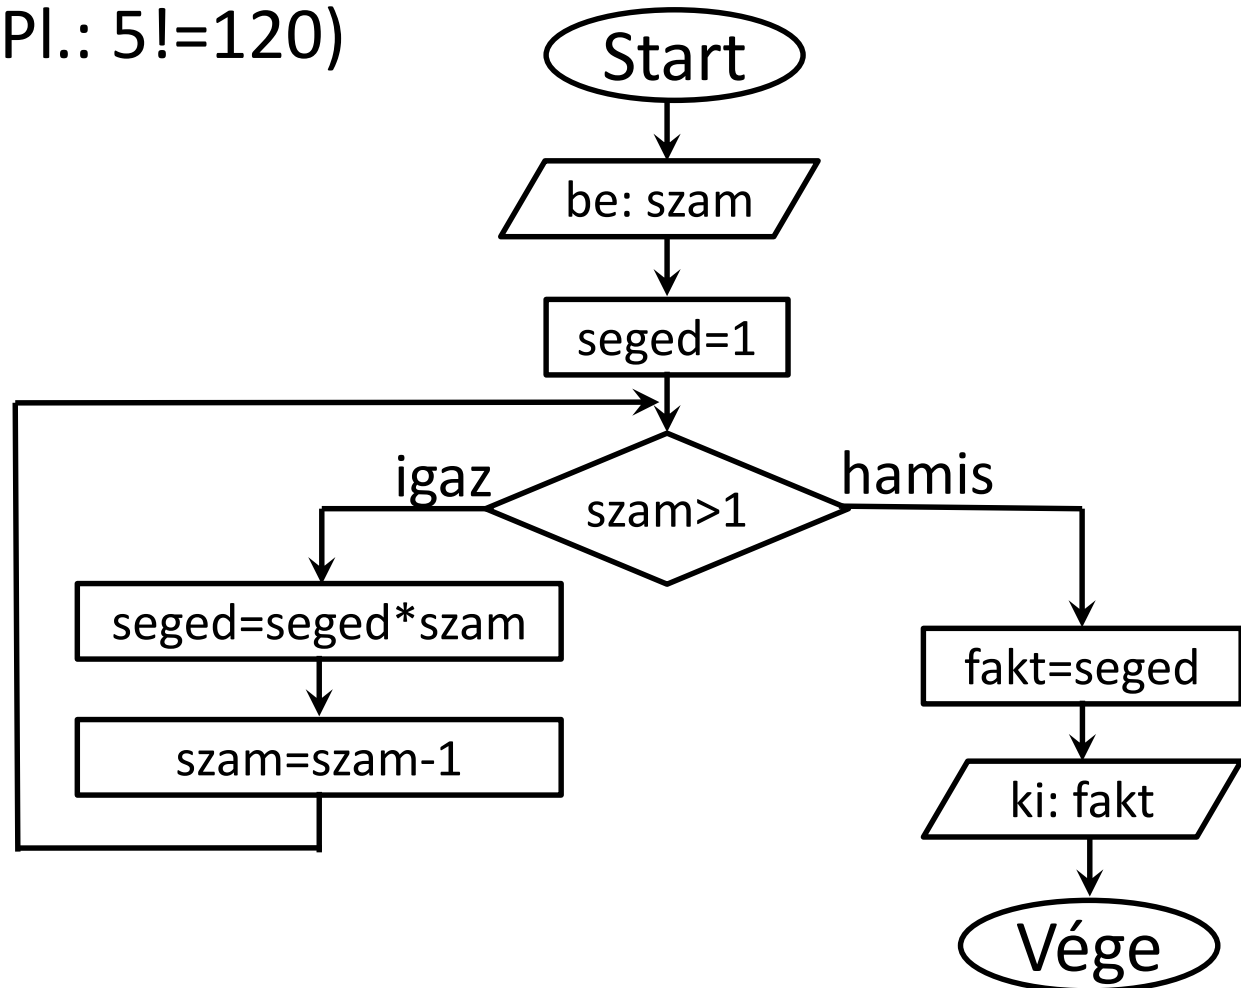 Pl.: 5!=120)
Start
be: szam
seged=1
igaz
hamis
szam>1
seged=seged*szam
szam=szam-1
fakt=seged
ki: fakt
Vége